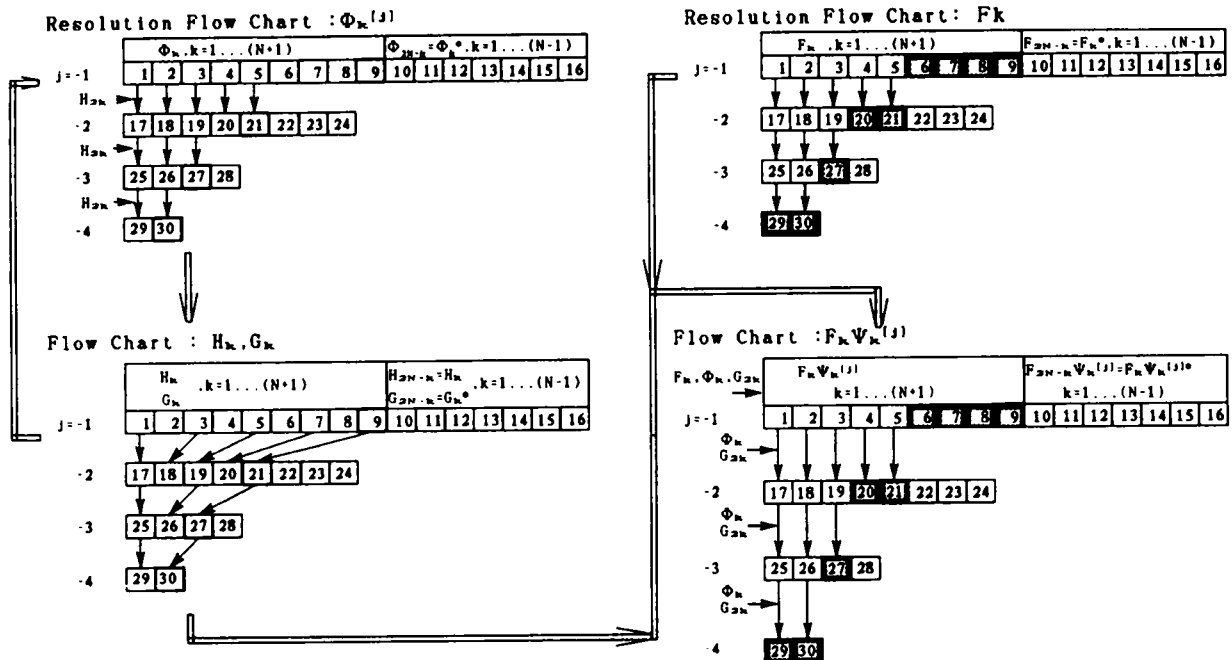 Resolution Flow Chart :Φk[j]
Φk,k=1...(N+1) Φ2N-k=Φk*,k=1...(N-1)
j=-1 1 2 3 4 5 6 7 8 9 10 11 12 13 14 15 16
H2k
-2 17 18 19 20 21 22 23 24
H2k
-3 25 26 27 28
H2k
-4 29 30
Flow Chart : Hk,Gk
Hk
Gk ,k=1...(N+1)
H2N-k=Hk
G2N-k=Gk* ,k=1...(N-1)
j=-1 1 2 3 4 5 6 7 8 9 10 11 12 13 14 15 16
-2 17 18 19 20 21 22 23 24
-3 25 26 27 28
-4 29 30
Resolution Flow Chart: Fk
Fk ,k=1...(N+1) F2N-k=Fk*,k=1...(N-1)
j=-1 1 2 3 4 5 6 7 8 9 10 11 12 13 14 15 16
-2 17 18 19 20 21 22 23 24
-3 25 26 27 28
-4 29 30
Flow Chart :FkΨk[j]
Fk,Φk,G2k
FkΨk[j]
k=1...(N+1)
F2N-kΨk[j]=FkΨk[j]*
k=1...(N-1)
j=-1 1 2 3 4 5 6 7 8 9 10 11 12 13 14 15 16
Φk
G2k
-2 17 18 19 20 21 22 23 24
Φk
G2k
-3 25 26 27 28
Φk
G2k
-4 29 30